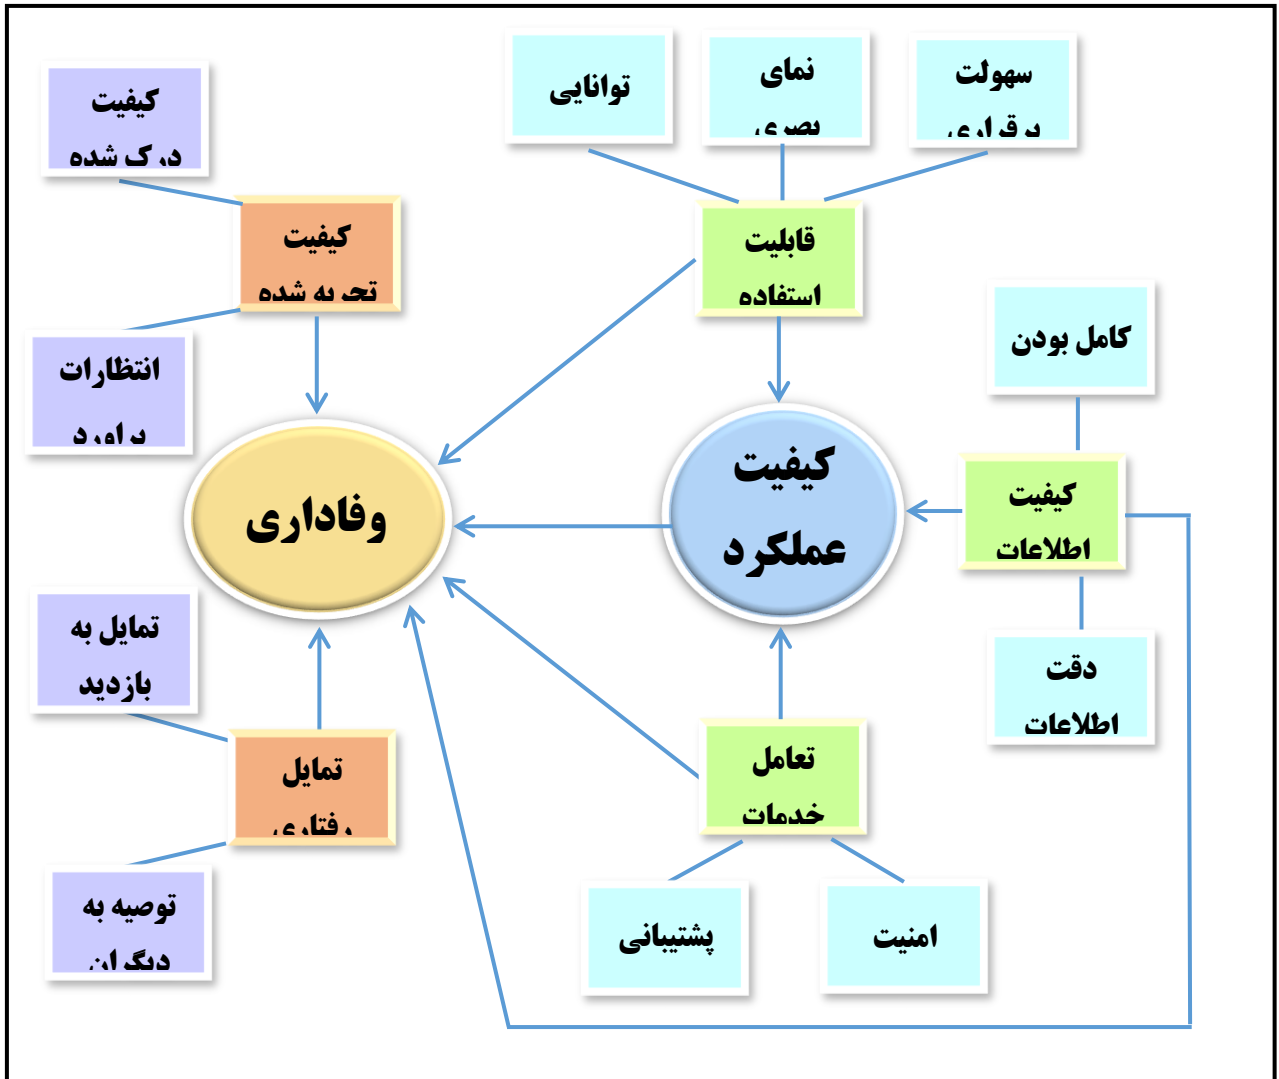 سهولت
برقراری
نمای
بصری
توانایی
کیفیت
درک شده
قابلیت
استفاده
کیفیت
تجربه شده
کامل بودن
انتظارات
براورد
کیفیت
عملکرد
وفاداری
کیفیت
اطلاعات
تمایل به
بازدید
دقت
اطلاعات
تعامل
خدمات
تمایل
رفتاری
امنیت
پشتیبانی
توصیه به
دیگران